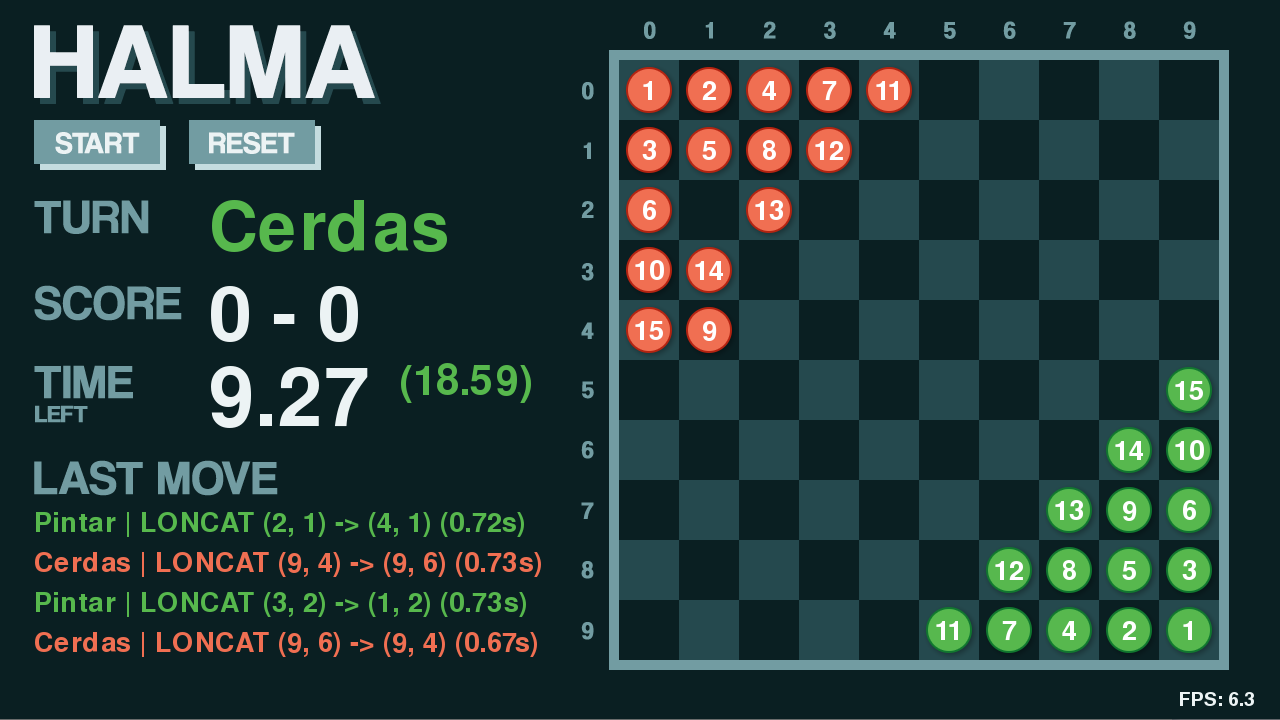 HALMA
START RESET
TURN Cerdas
SCORE 0 - 0
TIME LEFT 9.27 (18.59)
LAST MOVE
Pintar | LONCAT (2, 1) -> (4, 1) (0.72s)
Cerdas | LONCAT (9, 4) -> (9, 6) (0.73s)
Pintar | LONCAT (3, 2) -> (1, 2) (0.73s)
Cerdas | LONCAT (9, 6) -> (9, 4) (0.67s)
0 1 2 3 4 5 6 7 8 9
0 1 2 4 7 11
1 3 5 8 12
2 6 13
3 10 14
4 15 9
5 15
6 14 10
7 13 9 6
8 12 8 5 3
9 11 7 4 2 1
FPS: 6.3